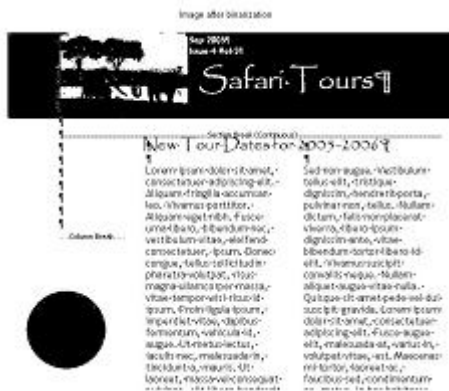 Image after binarization
Sep 2005¶
Issue 4 Vol 21
Safari·Tours¶
Section Break (Continuous)
New·Tour·Dates·for·2005-2006¶
¶
Lorem·ipsum·dolor·sit·amet,·
consectetuer·adipiscing·elit.·
Aliquam·fringilla·accumsan·
leo.·Vivamus·porttitor.·
Aliquam·eget·nibh.·Fusce·
urna·libero,·bibendum·nec,·
vestibulum·vitae,·eleifend·
consectetuer,·ipsum.·Donec·
congue,·tellus·sollicitudin·
pharetra·volutpat,·risus·
magna·ullamcorper·massa,·
vitae·tempor·nisl·risus·id·
ipsum.·Proin·ligula·ipsum,·
imperdiet·vitae,·dapibus·
fermentum,·vehicula·id,·
augue.·Ut·metus·lectus,·
iaculis·nec,·malesuada·in,·
tincidunt·a,·mauris.·Ut·
laoreet,·massa·vel·consequat·
¶
Sed·non·augue.·Vestibulum·
tellus·elit,·tristique·
dignissim,·hendrerit·porta,·
pulvinar·non,·tellus.·Nullam·
dictum,·felis·non·placerat·
viverra,·libero·ipsum·
dignissim·ante,·vitae·
bibendum·tortor·libero·id·
elit.·Vivamus·suscipit·
convallis·neque.·Nullam·
aliquet·augue·vitae·nulla.·
Quisque·sit·amet·pede·vel·dui·
suscipit·gravida.·Lorem·ipsum·
dolor·sit·amet,·consectetuer·
adipiscing·elit.·Fusce·augue·
elit,·malesuada·at,·varius·in,·
volutpat·vitae,·est.·Maecenas·
mi·tortor,·laoreet·ac,·
faucibus·sed,·condimentum·
Column Break